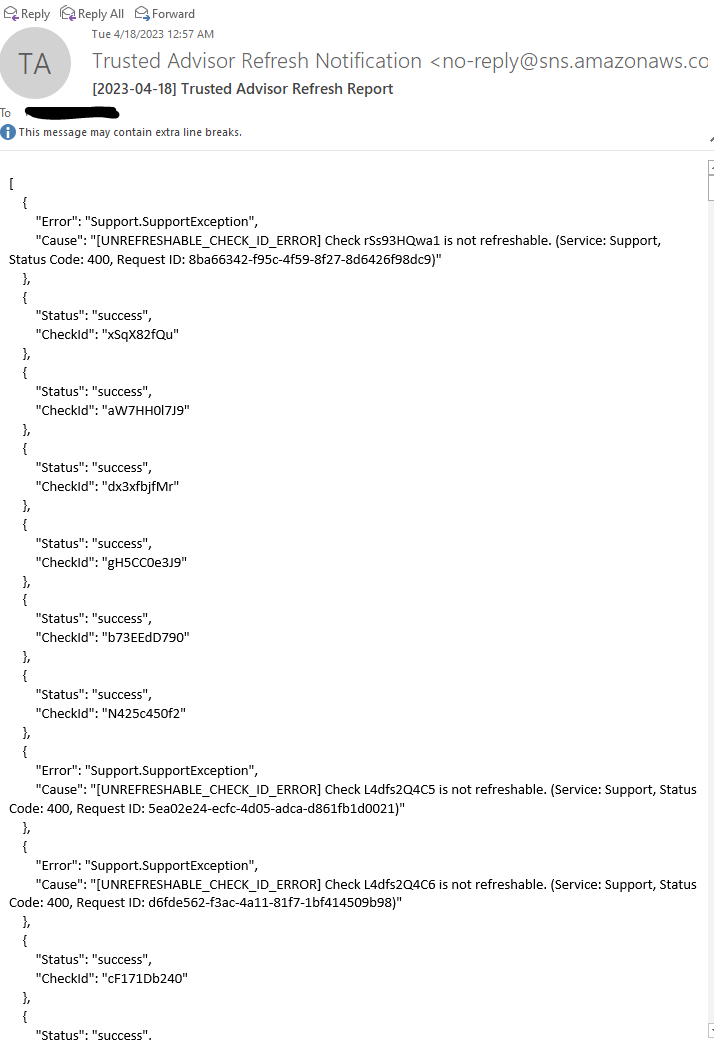 Reply Reply All Forward
Tue 4/18/2023 12:57 AM
TA
Trusted Advisor Refresh Notification <no-reply@sns.amazonaws.co
[2023-04-18] Trusted Advisor Refresh Report
To
This message may contain extra line breaks.
[
{
"Error": "Support.SupportException",
"Cause": "[UNREFRESHABLE_CHECK_ID_ERROR] Check rSs93HQwa1 is not refreshable. (Service: Support,
Status Code: 400, Request ID: 8ba66342-f95c-4f59-8f27-8d6426f98dc9)"
},
{
"Status": "success",
"CheckId": "xSqX82fQu"
},
{
"Status": "success",
"CheckId": "aW7HH0l7J9"
},
{
"Status": "success",
"CheckId": "dx3xfbjfMr"
},
{
"Status": "success",
"CheckId": "gH5CC0e3J9"
},
{
"Status": "success",
"CheckId": "b73EEdD790"
},
{
"Status": "success",
"CheckId": "N425c450f2"
},
{
"Error": "Support.SupportException",
"Cause": "[UNREFRESHABLE_CHECK_ID_ERROR] Check L4dfs2Q4C5 is not refreshable. (Service: Support, Status
Code: 400, Request ID: 5ea02e24-ecfc-4d05-adca-d861fb1d0021)"
},
{
"Error": "Support.SupportException",
"Cause": "[UNREFRESHABLE_CHECK_ID_ERROR] Check L4dfs2Q4C6 is not refreshable. (Service: Support, Status
Code: 400, Request ID: d6fde562-f3ac-4a11-81f7-1bf414509b98)"
},
{
"Status": "success",
"CheckId": "cF171Db240"
},
{
"Status": "success",